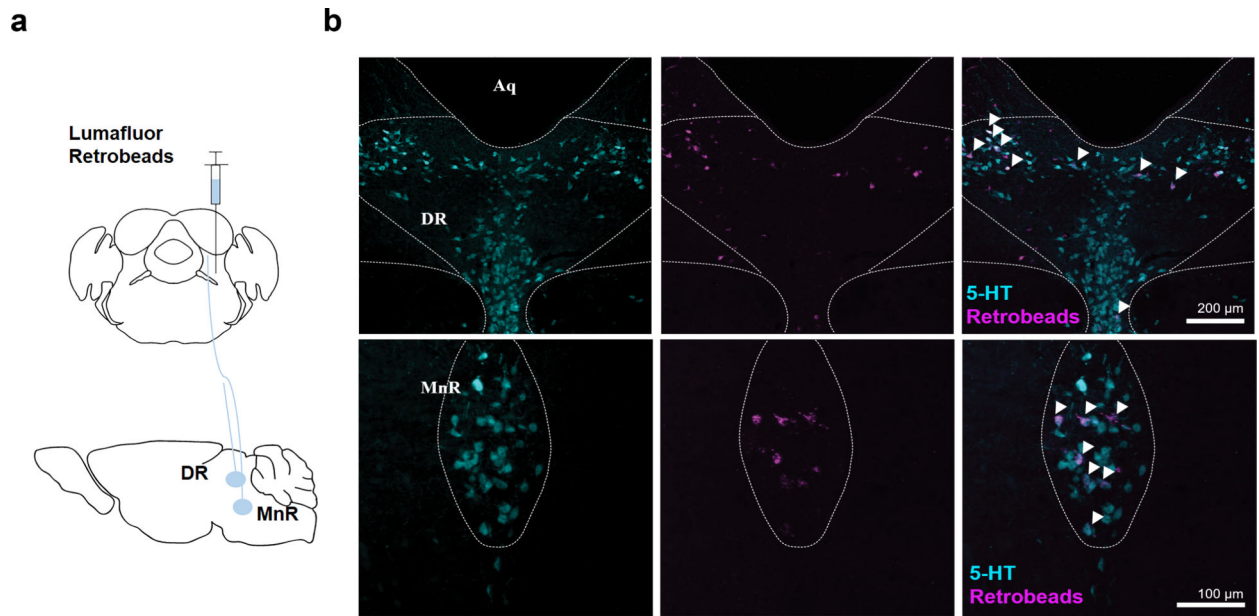 a
b
Lumafluor
Retrobeads
DR
MnR
Aq
DR
5-HT
Retrobeads
200 µm
MnR
5-HT
Retrobeads
100 µm